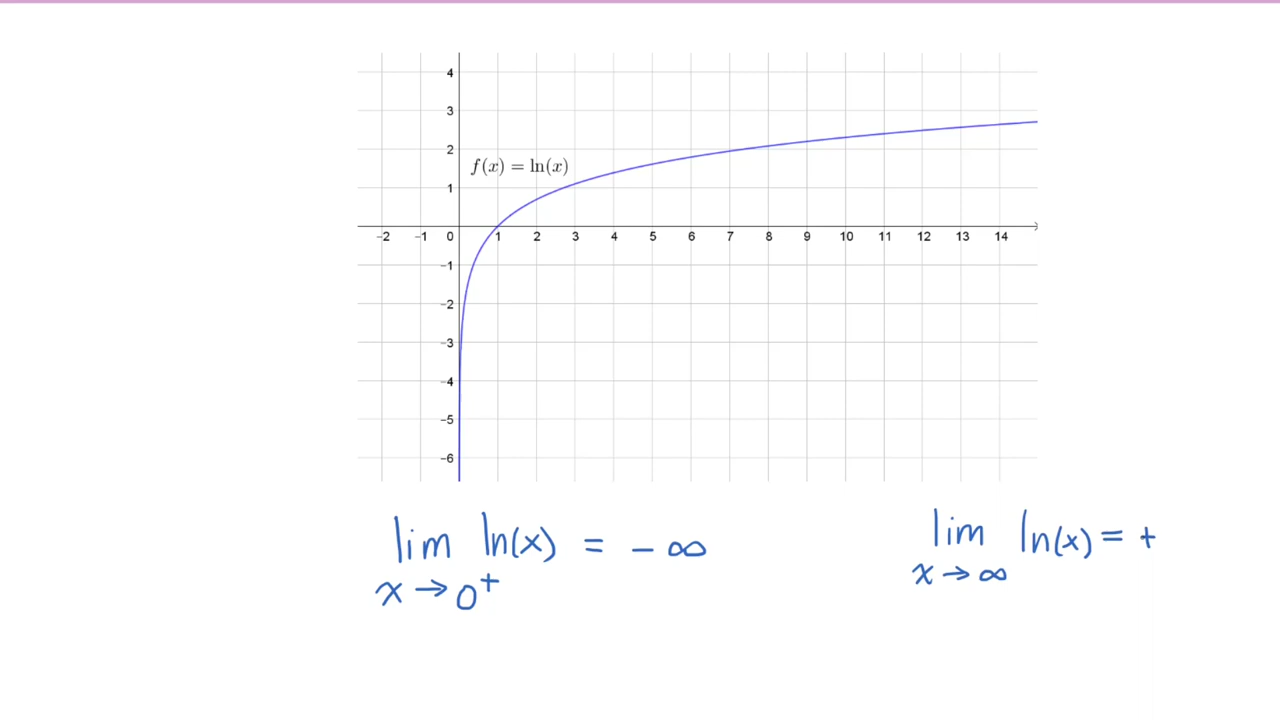 4
3
2
f(x) = ln(x)
1
−2 −1 0 1 2 3 4 5 6 7 8 9 10 11 12 13 14
−1
−2
−3
−4
−5
−6
lim ln(x) = − ∞
x → 0⁺
lim ln(x) = +
x → ∞